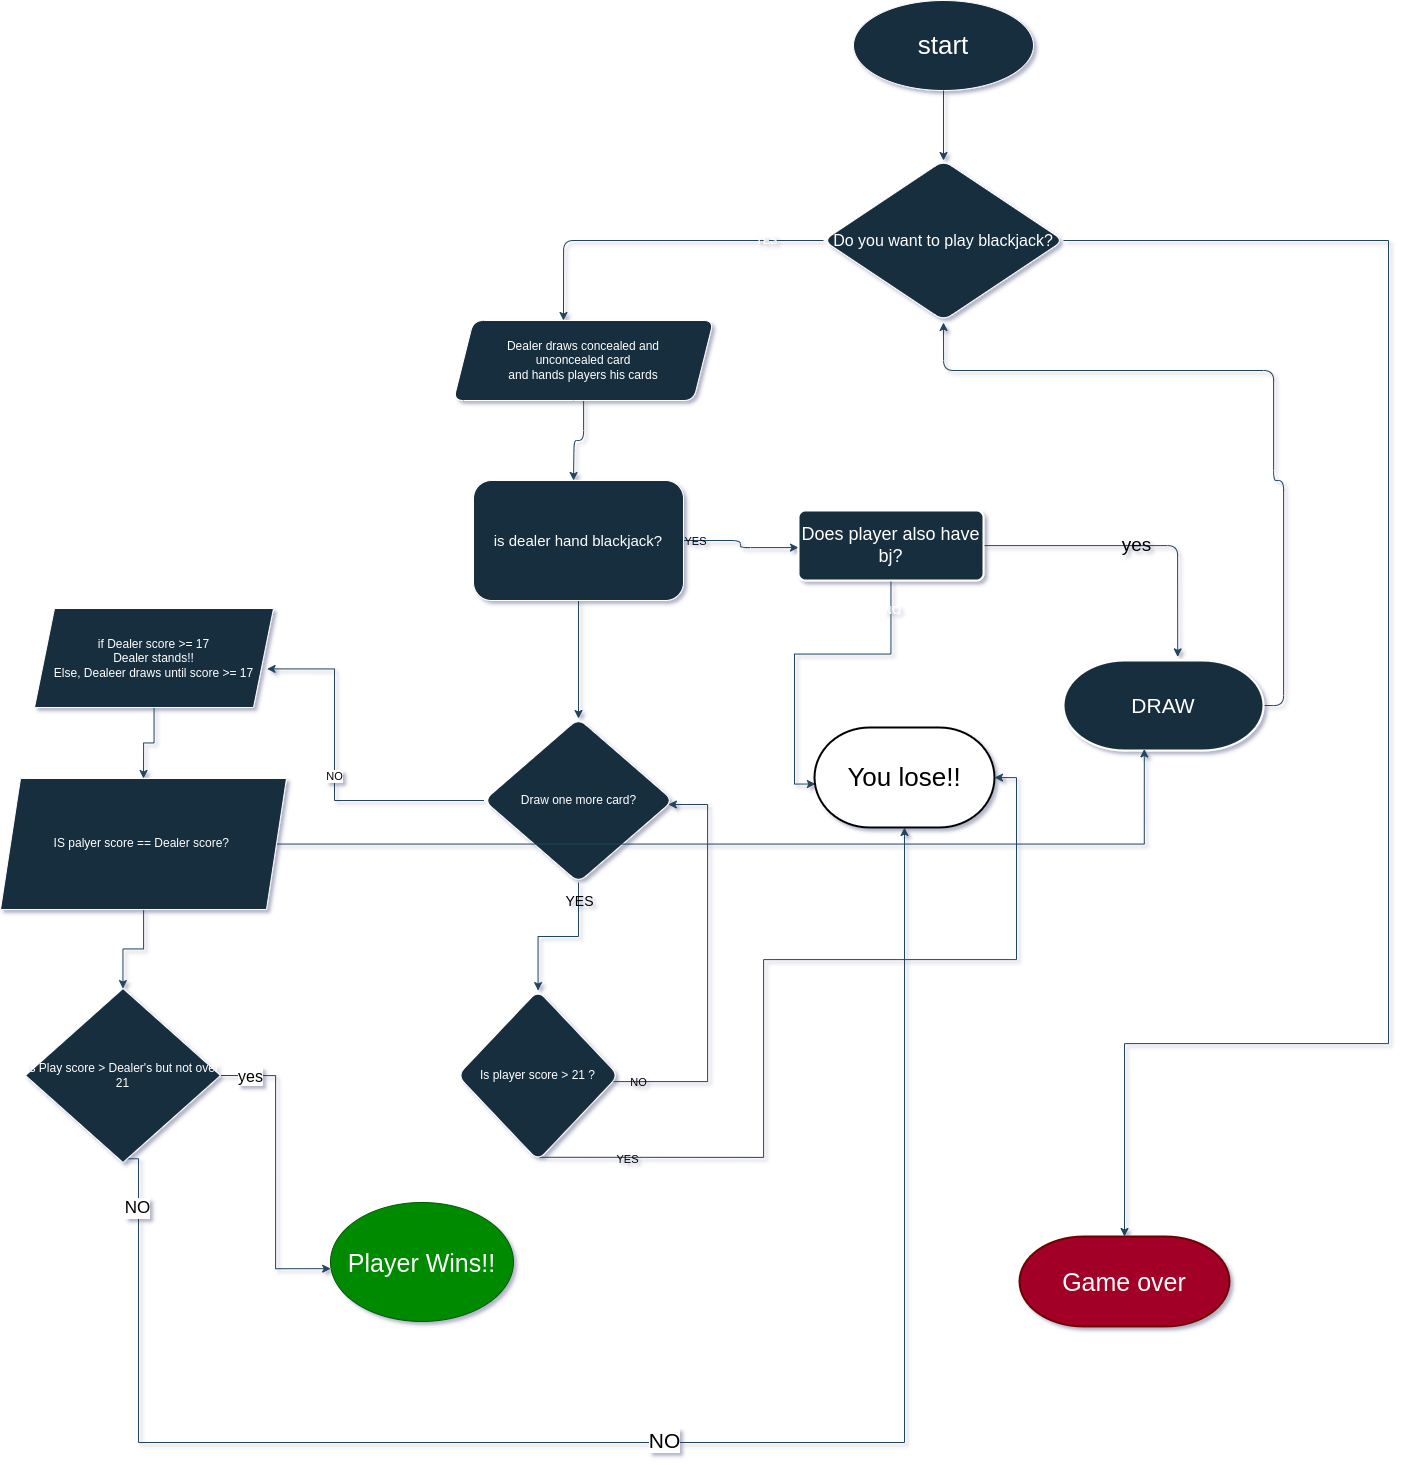 start
Do you want to play blackjack?
Dealer draws concealed and
unconcealed card
and hands players his cards
is dealer hand blackjack?
YES
Does player also have
bj?
yes
if Dealer score >= 17
Dealer stands!!
Else, Dealeer draws until score >= 17
DRAW
NO
Draw one more card?
You lose!!
IS palyer score == Dealer score?
YES
s Play score > Dealer's but not over
21
yes
Is player score > 21 ?
NO
YES
NO
Player Wins!!
Game over
NO